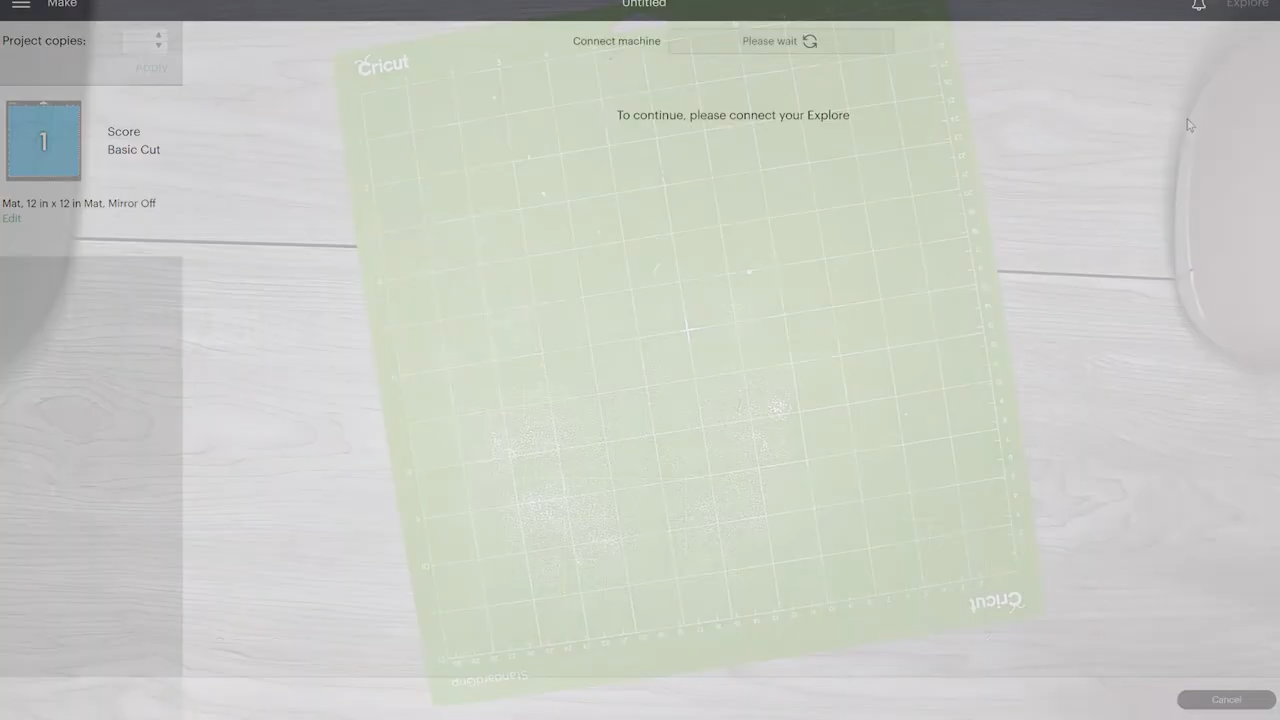 Make
Untitled
Explore
Project copies:
Connect machine
Please wait
Apply
Cricut
To continue, please connect your Explore
1
Score
Basic Cut
Mat, 12 in x 12 in Mat, Mirror Off
Edit
Cricut
StandardGrip
Cancel